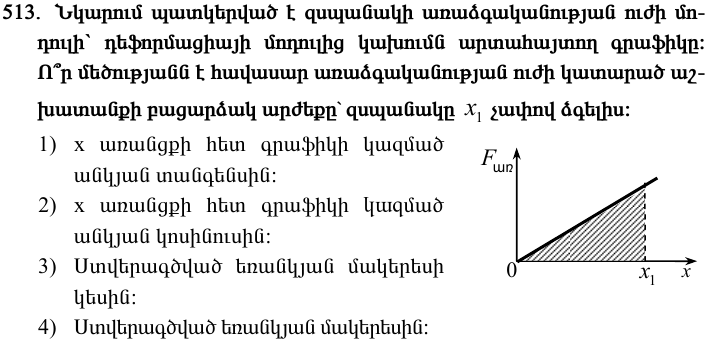 513. Նկարում պատկերված է զսպանակի առաձգականության ուժի մո-
դուլի՝ դեֆորմացիայի մոդուլից կախումն արտահայտող գրաֆիկը:
Ո՞ր մեծությանն է հավասար առաձգականության ուժի կատարած աշ-
խատանքի բացարձակ արժեքը՝ զսպանակը x₁ չափով ձգելիս:
1) x առանցքի հետ գրաֆիկի կազմած
անկյան տանգենսին:
2) x առանցքի հետ գրաֆիկի կազմած
անկյան կոսինուսին:
3) Ստվերագծված եռանկյան մակերեսի
կեսին:
4) Ստվերագծված եռանկյան մակերեսին:
Fառ
0 x₁ x